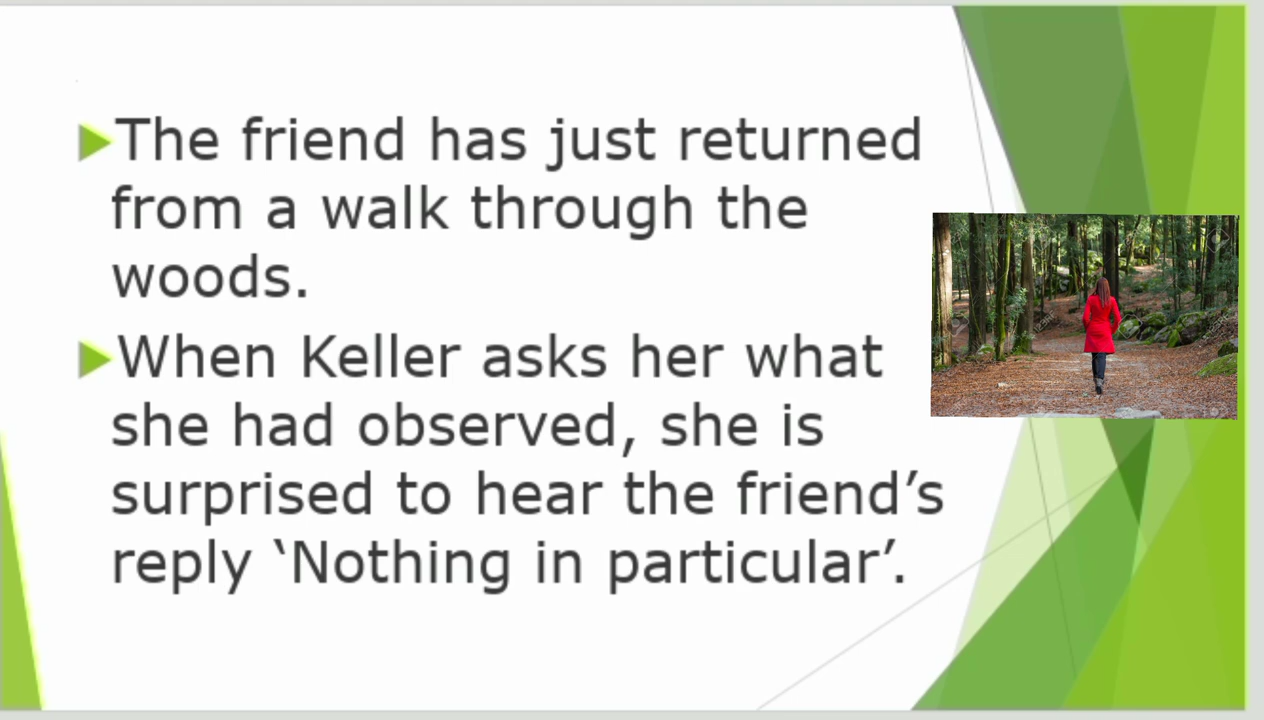 The friend has just returned
from a walk through the
woods.
When Keller asks her what
she had observed, she is
surprised to hear the friend’s
reply ‘Nothing in particular’.